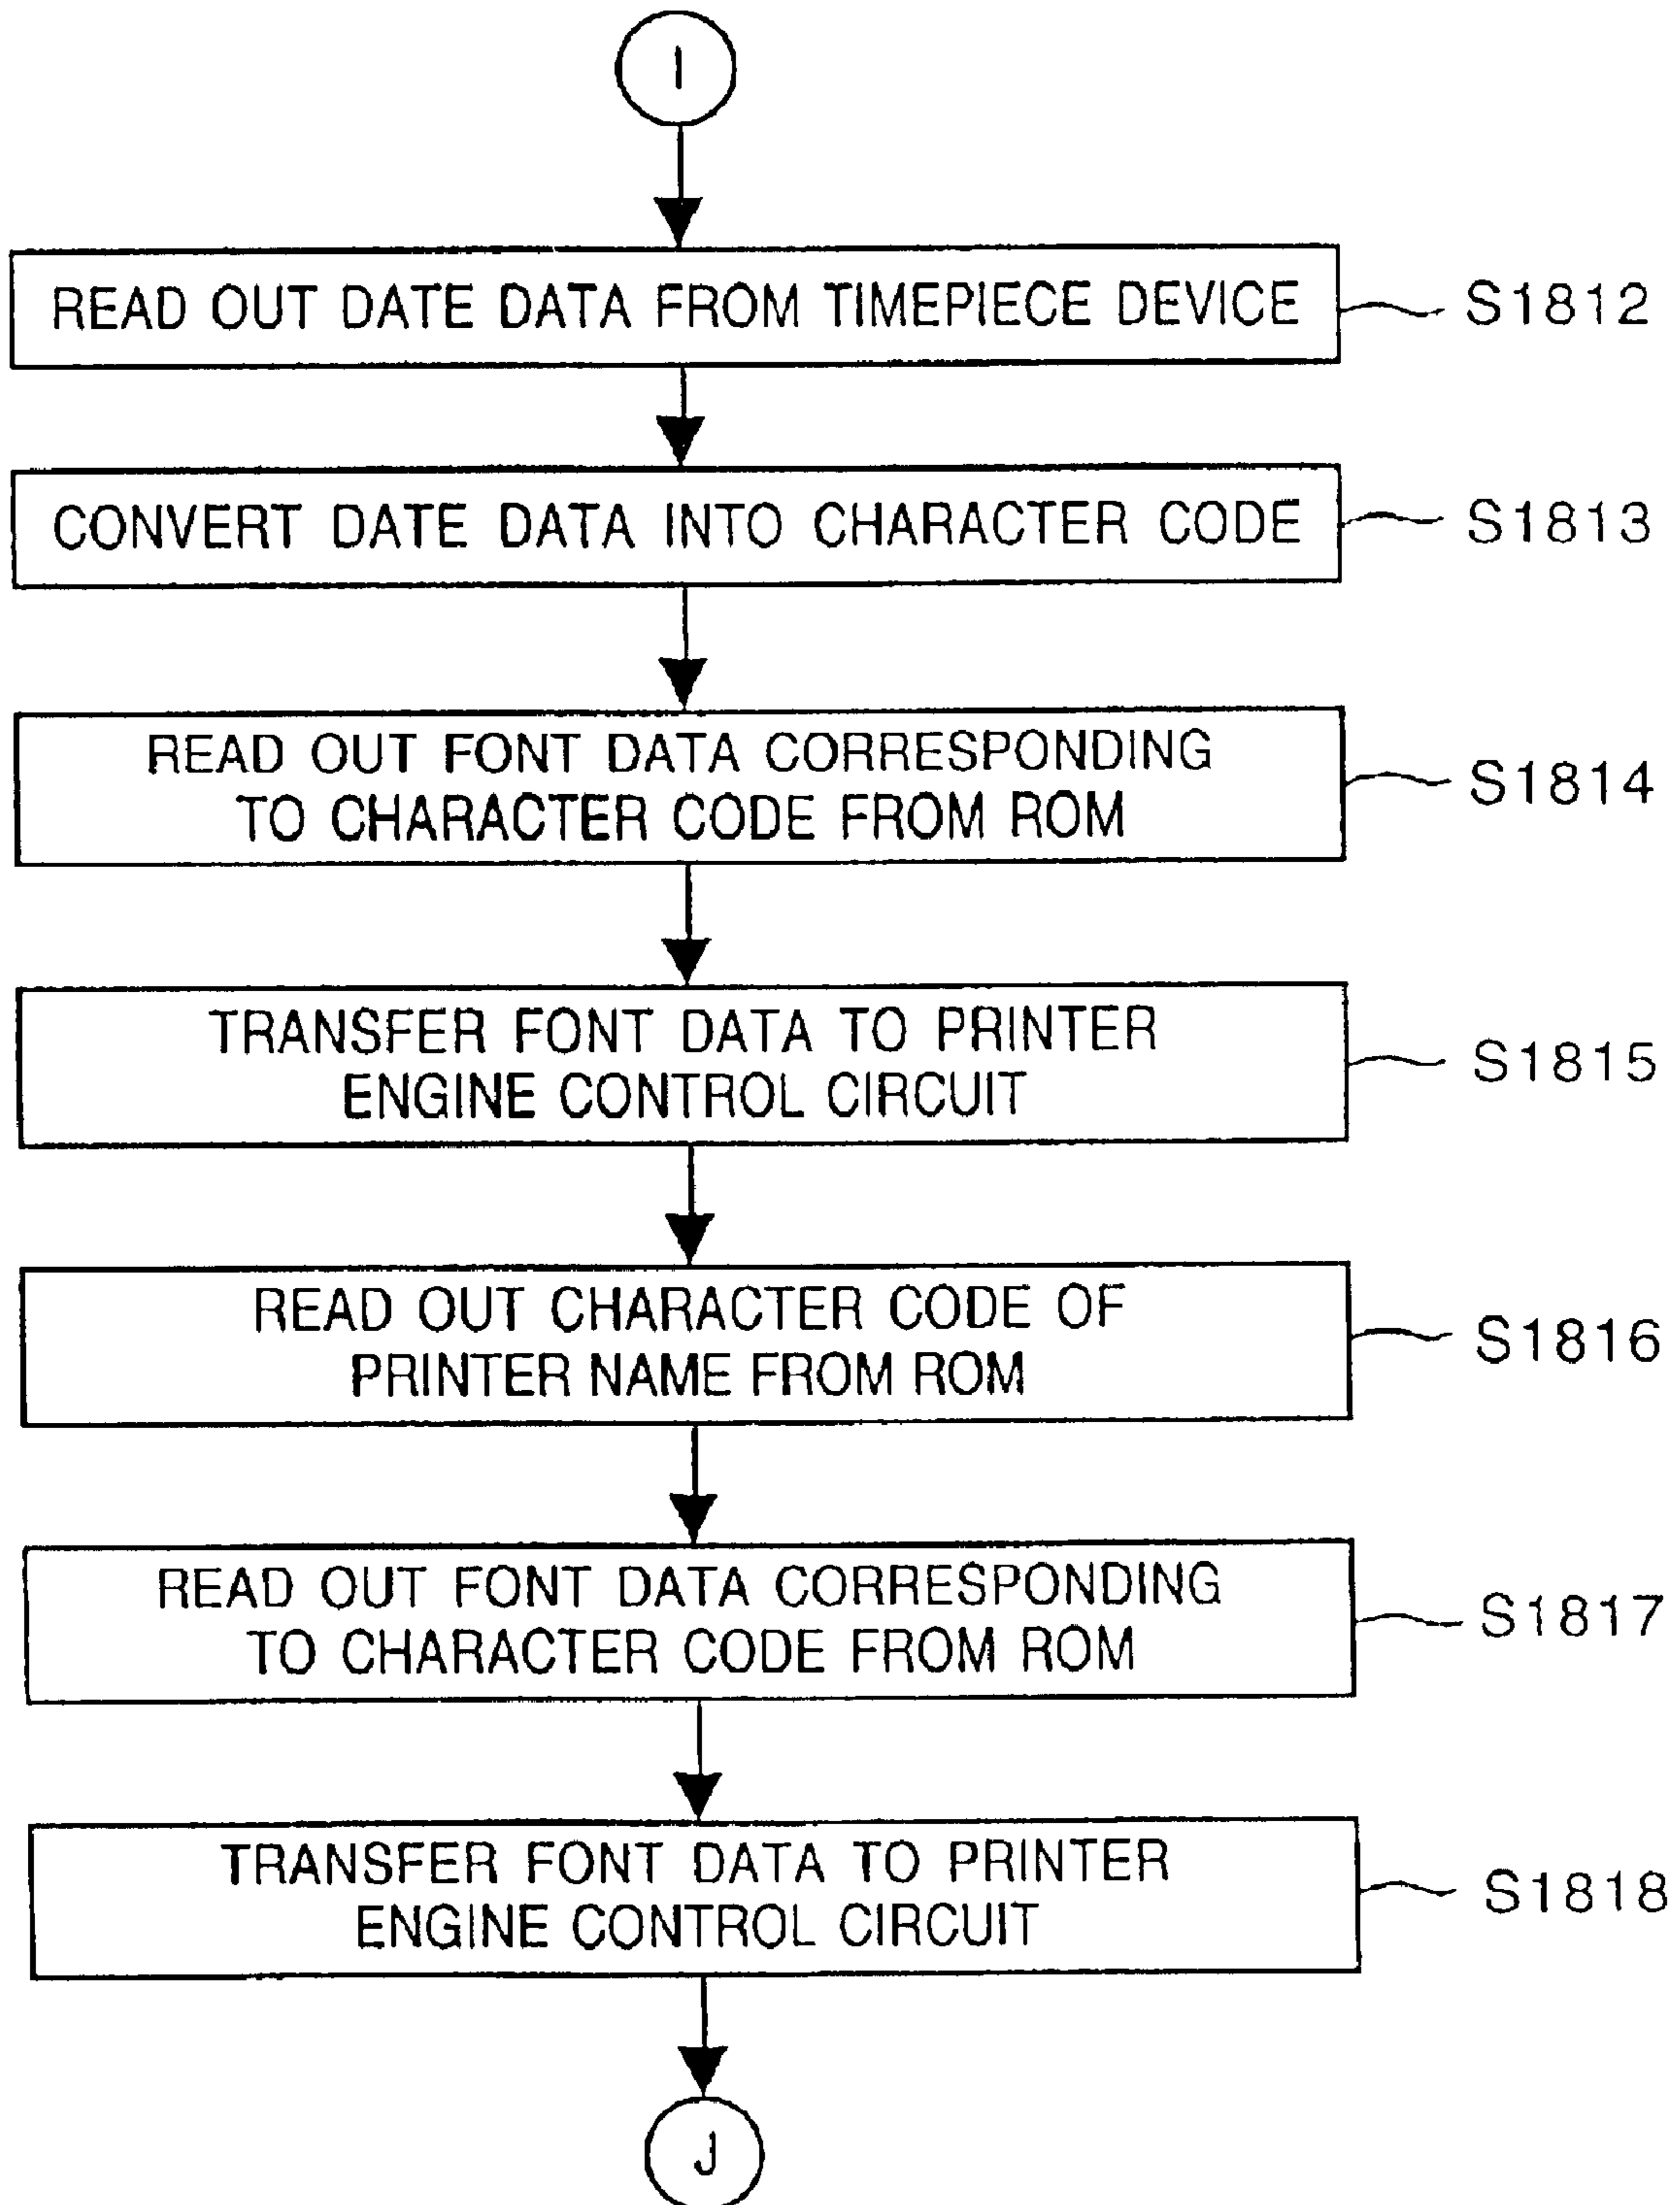 I
READ OUT DATE DATA FROM TIMEPIECE DEVICE
S1812
CONVERT DATE DATA INTO CHARACTER CODE
S1813
READ OUT FONT DATA CORRESPONDING
TO CHARACTER CODE FROM ROM
S1814
TRANSFER FONT DATA TO PRINTER
ENGINE CONTROL CIRCUIT
S1815
READ OUT CHARACTER CODE OF
PRINTER NAME FROM ROM
S1816
READ OUT FONT DATA CORRESPONDING
TO CHARACTER CODE FROM ROM
S1817
TRANSFER FONT DATA TO PRINTER
ENGINE CONTROL CIRCUIT
S1818
J